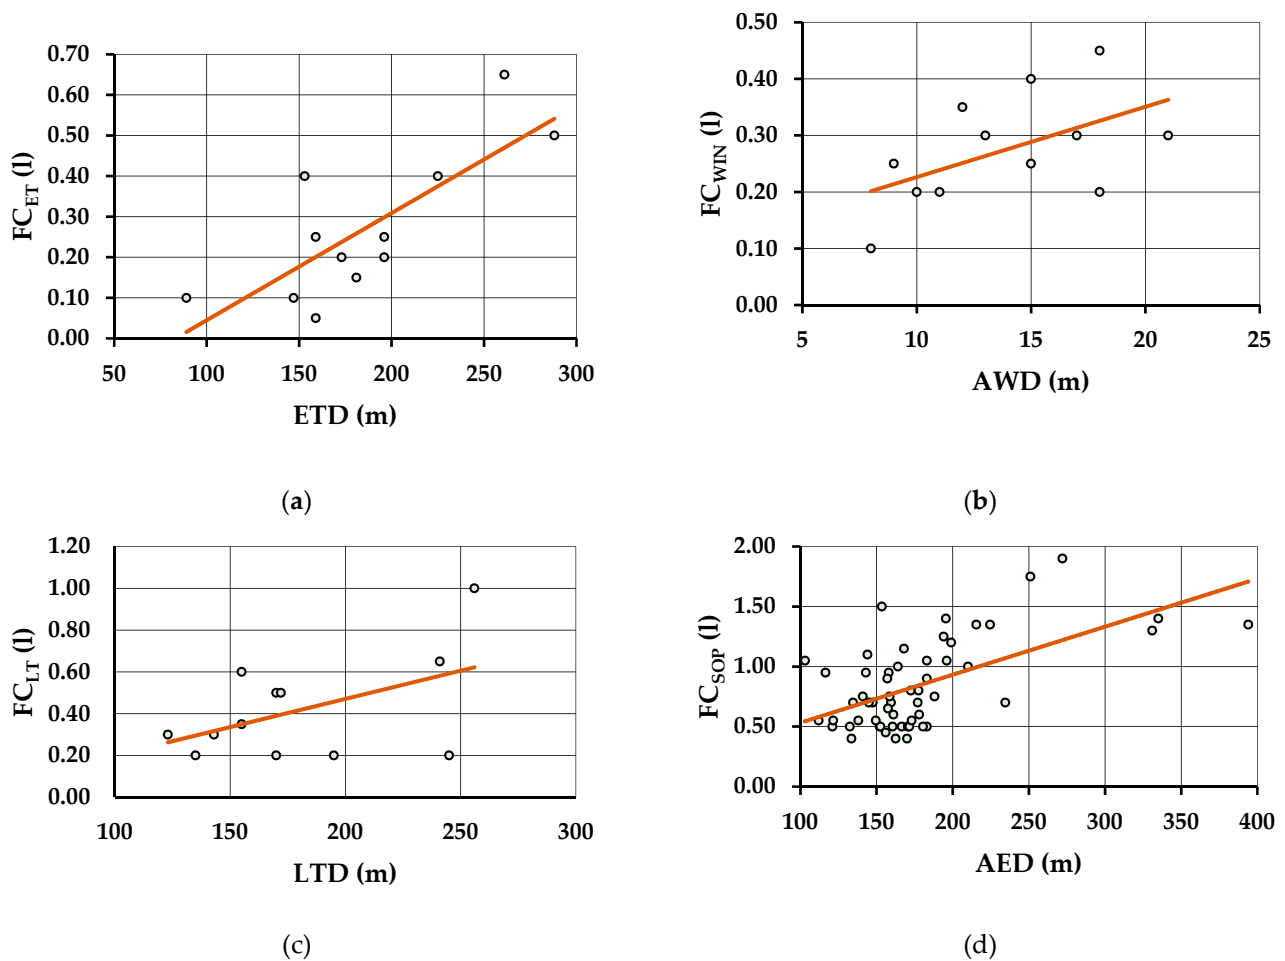 0.70
0.60
0.50
0.40
0.30
0.20
0.10
0.00
FC_ET (l)
50 100 150 200 250 300
ETD (m)
(a)
0.50
0.40
0.30
0.20
0.10
0.00
FC_WIN (l)
5 10 15 20 25
AWD (m)
(b)
1.20
1.00
0.80
0.60
0.40
0.20
0.00
FC_LT (l)
100 150 200 250 300
LTD (m)
(c)
2.00
1.50
1.00
0.50
0.00
FC_SOP (l)
100 150 200 250 300 350 400
AED (m)
(d)